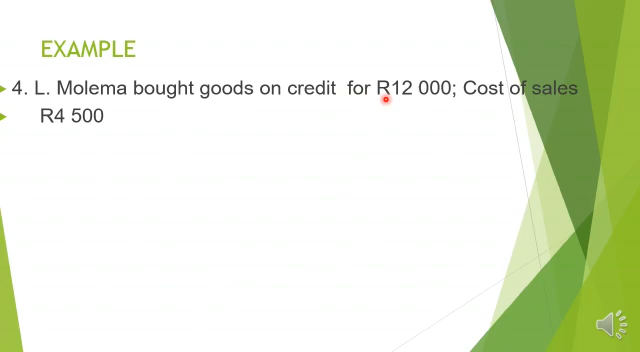 EXAMPLE
4. L. Molema bought goods on credit for R12 000; Cost of sales
R4 500